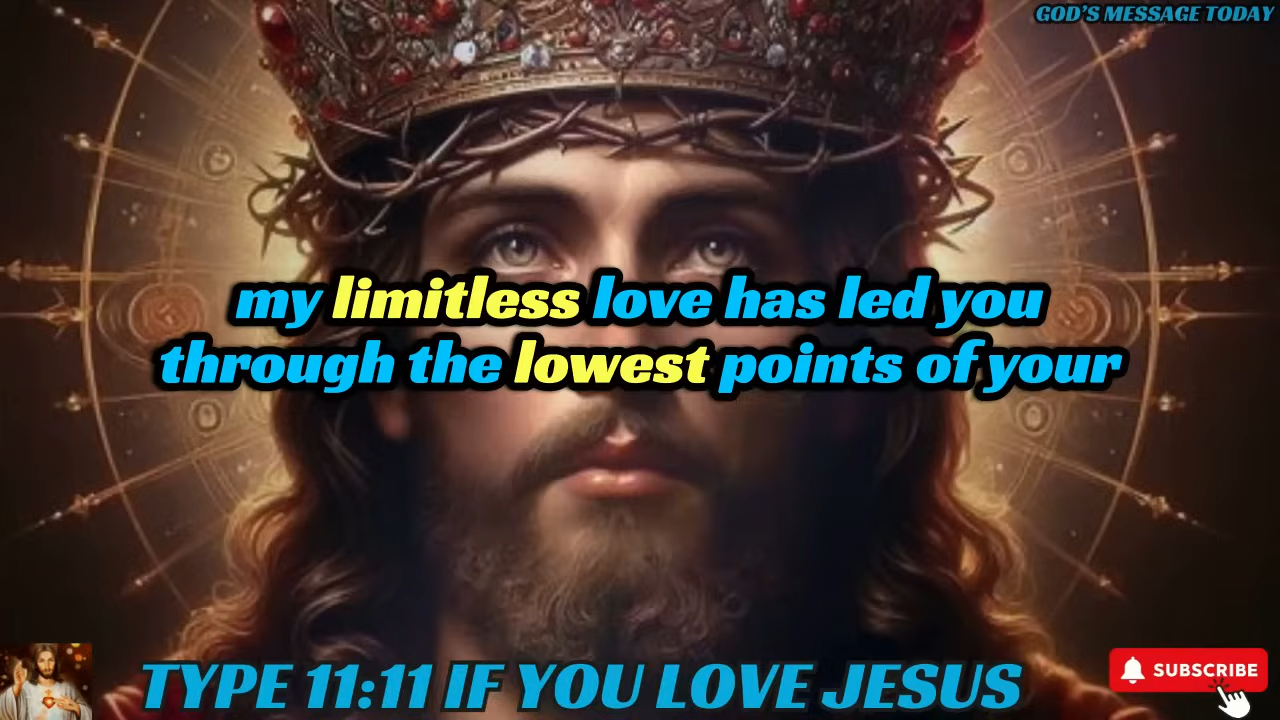 GOD'S MESSAGE TODAY
my limitless love has led you
through the lowest points of your
TYPE 11:11 IF YOU LOVE JESUS
SUBSCRIBE